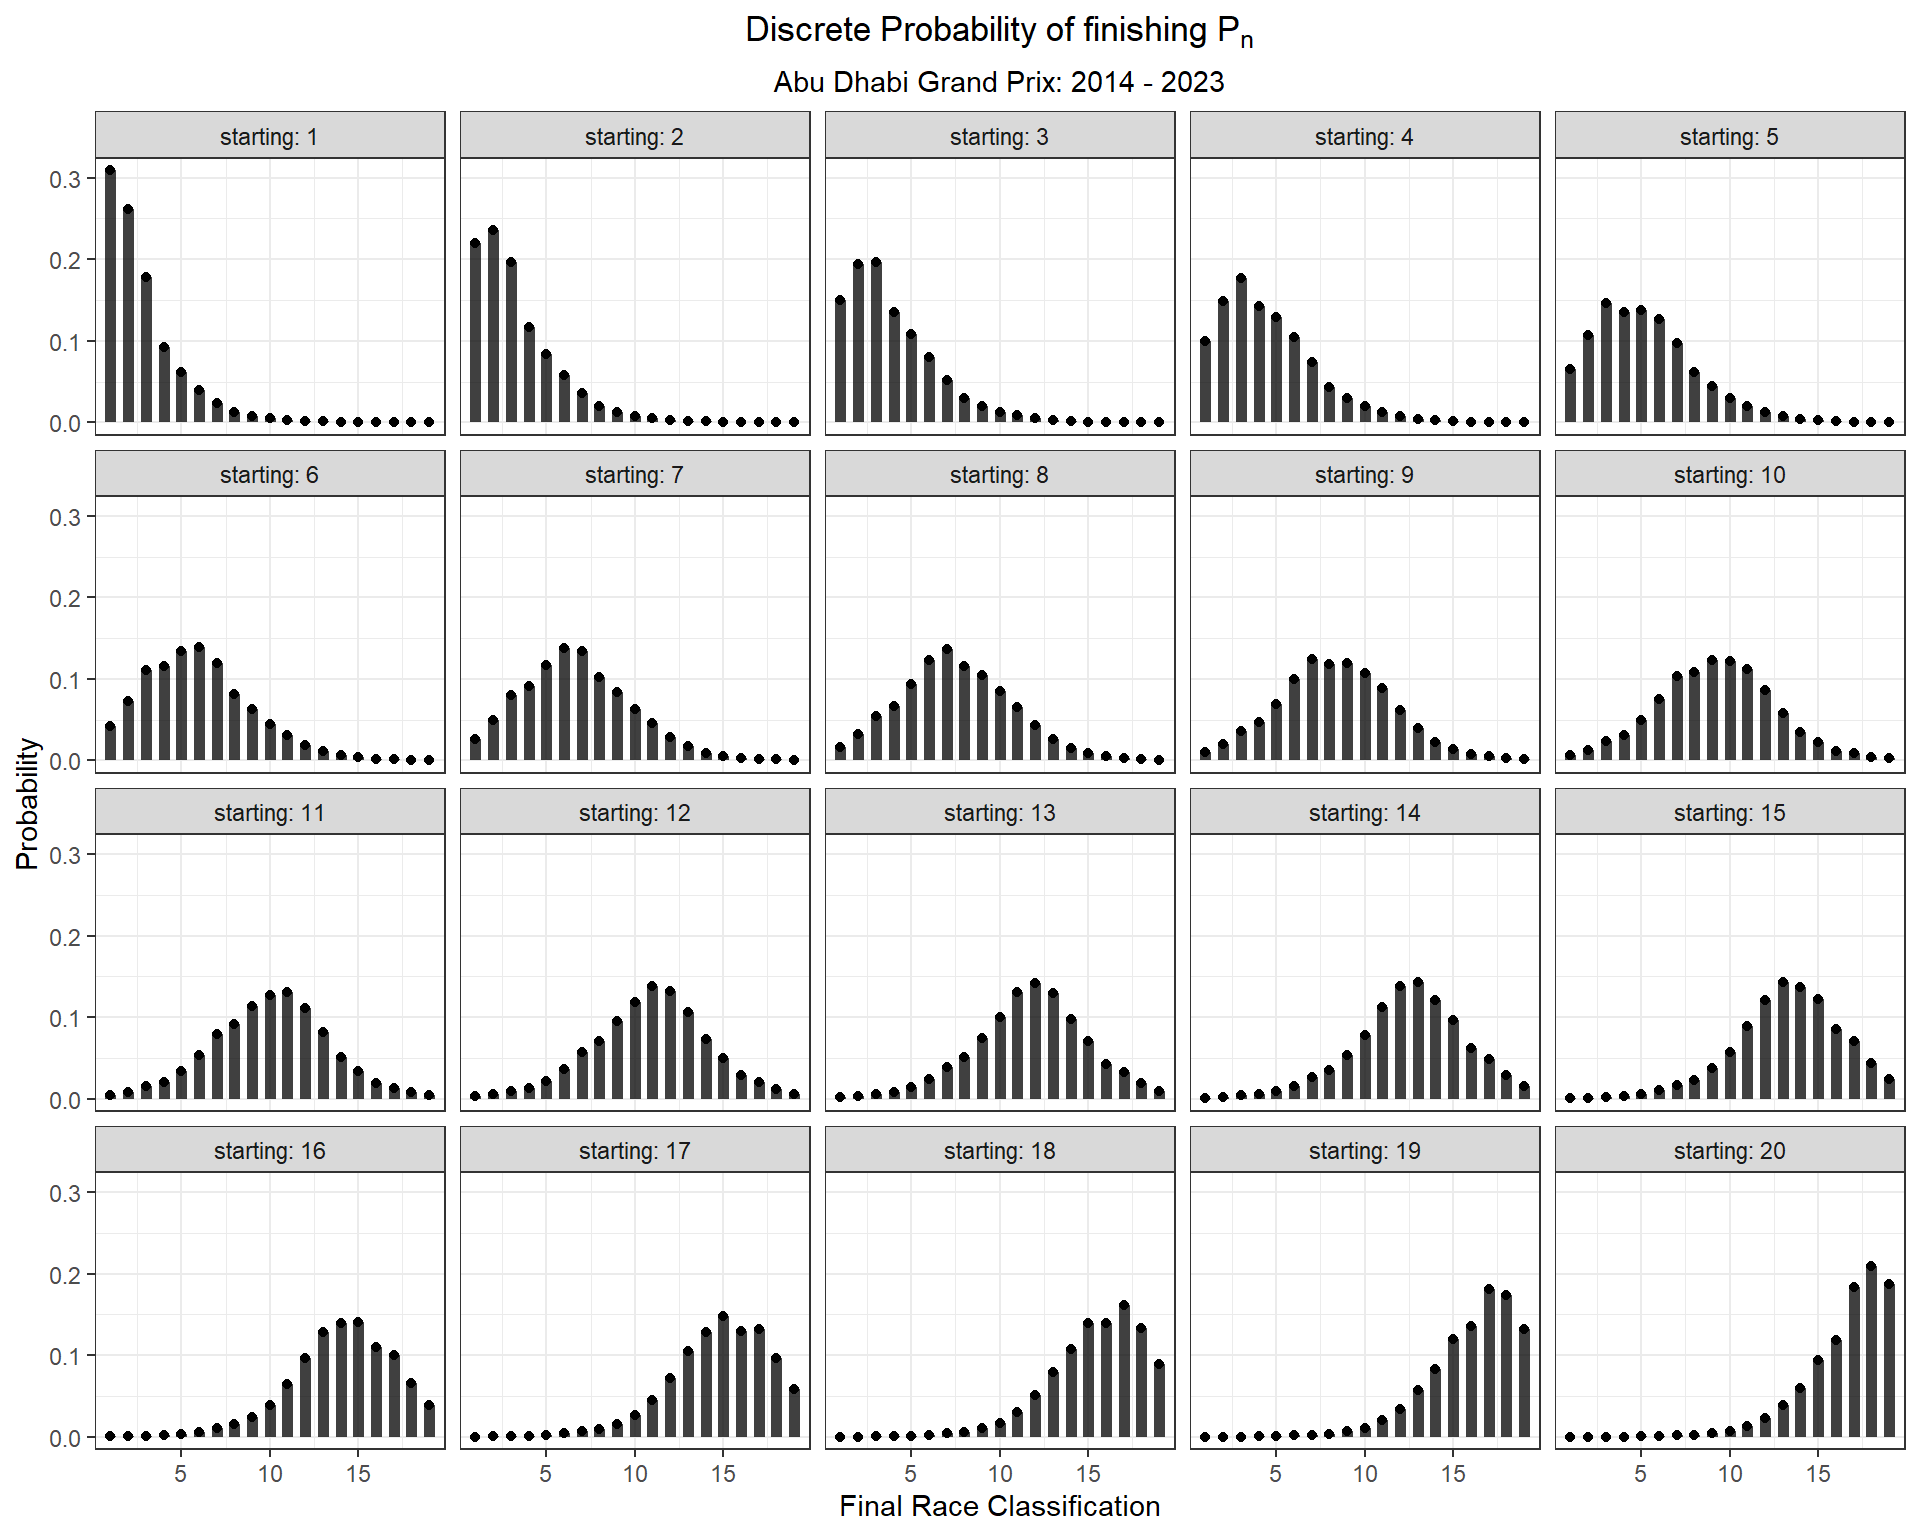 Discrete Probability of finishing Pn
Abu Dhabi Grand Prix: 2014 - 2023
starting: 1
starting: 2
starting: 3
starting: 4
starting: 5
0.3
0.2
0.1
0.0
starting: 6
starting: 7
starting: 8
starting: 9
starting: 10
0.3
0.2
0.1
0.0
Probability
starting: 11
starting: 12
starting: 13
starting: 14
starting: 15
0.3
0.2
0.1
0.0
starting: 16
starting: 17
starting: 18
starting: 19
starting: 20
0.3
0.2
0.1
0.0
5 10 15
5 10 15
5 10 15
5 10 15
5 10 15
Final Race Classification